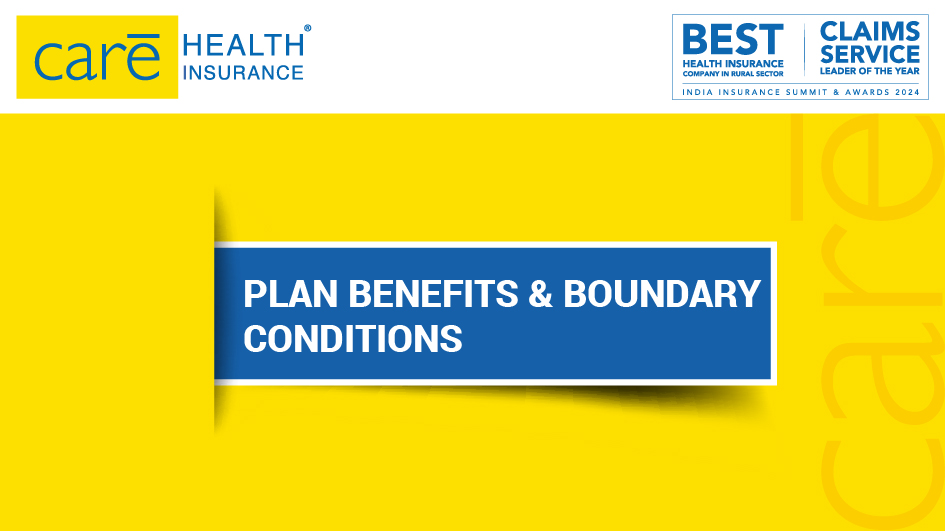 carē HEALTH®
INSURANCE
BEST
HEALTH INSURANCE
COMPANY IN RURAL SECTOR
CLAIMS
SERVICE
LEADER OF THE YEAR
INDIA INSURANCE SUMMIT & AWARDS 2024
PLAN BENEFITS & BOUNDARY
CONDITIONS
carē